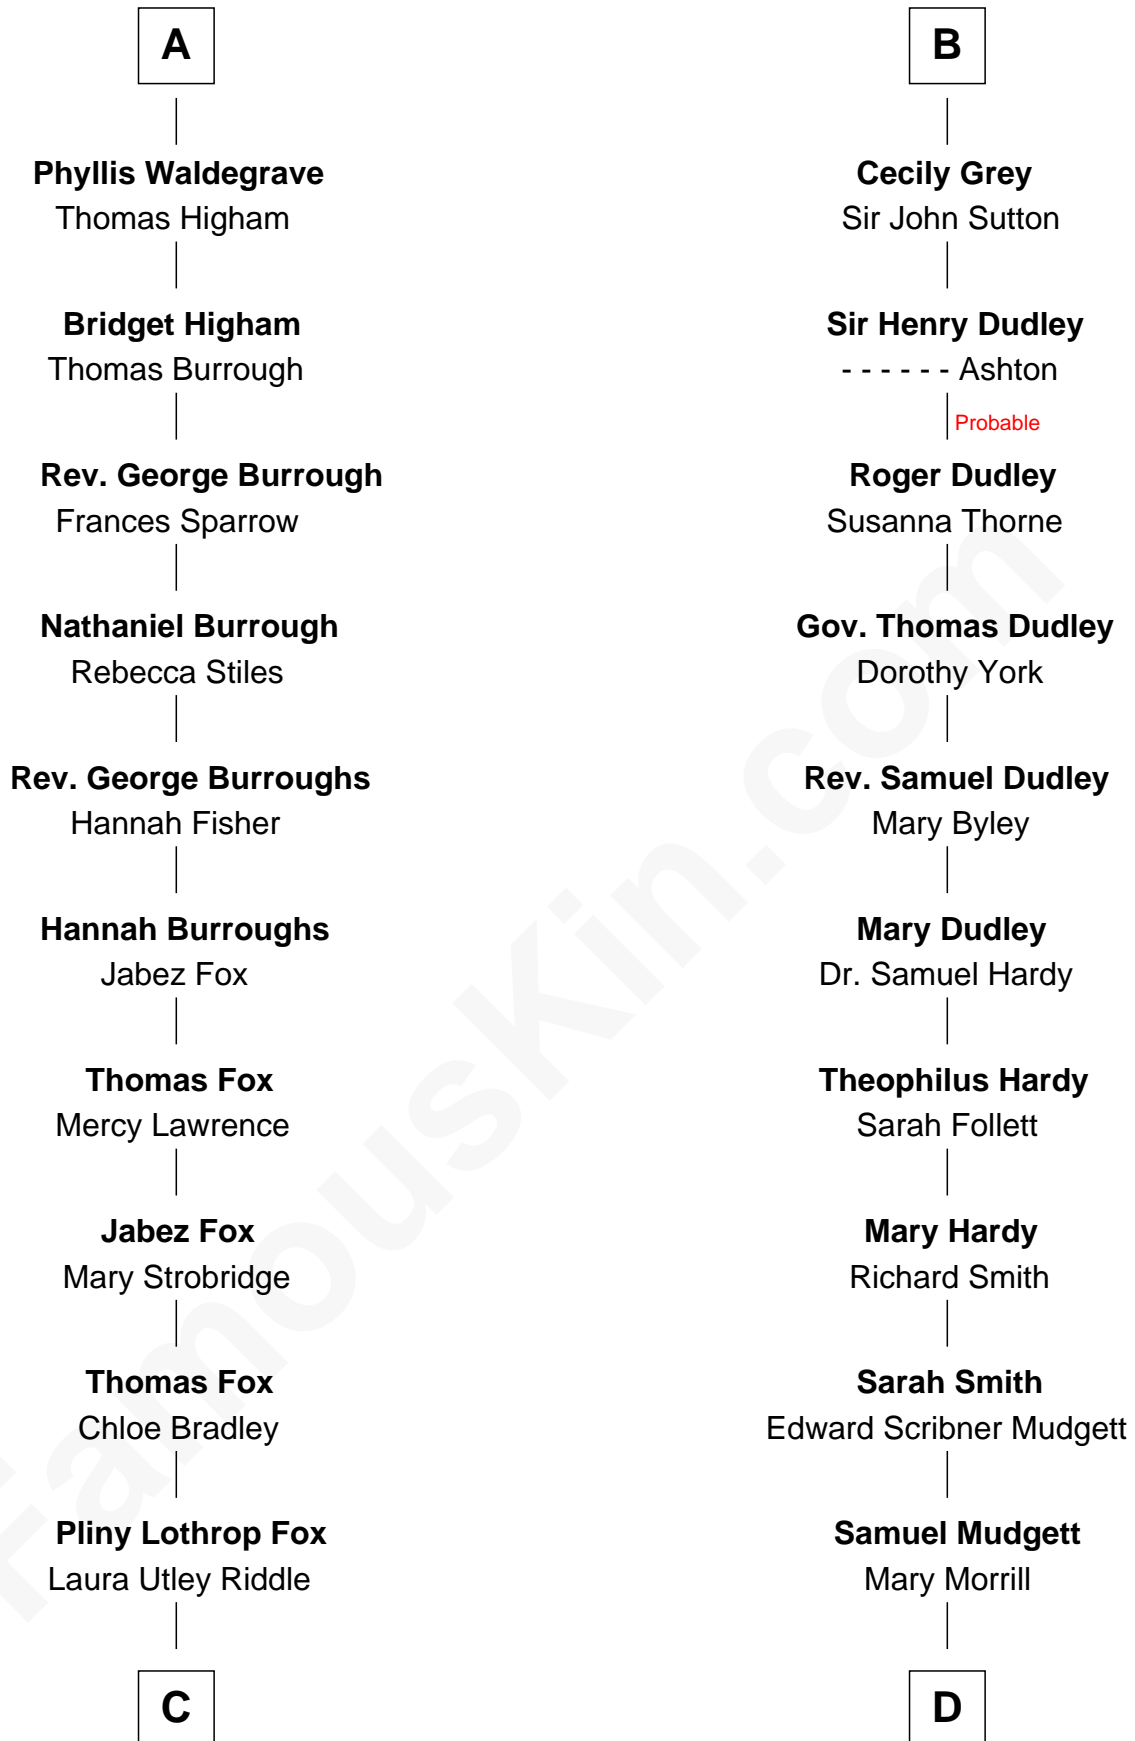 A
Phyllis Waldegrave
Thomas Higham
Bridget Higham
Thomas Burrough
Rev. George Burrough
Frances Sparrow
Nathaniel Burrough
Rebecca Stiles
Rev. George Burroughs
Hannah Fisher
Hannah Burroughs
Jabez Fox
Thomas Fox
Mercy Lawrence
Jabez Fox
Mary Strobridge
Thomas Fox
Chloe Bradley
Pliny Lothrop Fox
Laura Utley Riddle
C
B
Cecily Grey
Sir John Sutton
Sir Henry Dudley
- - - - - - Ashton
Probable
Roger Dudley
Susanna Thorne
Gov. Thomas Dudley
Dorothy York
Rev. Samuel Dudley
Mary Byley
Mary Dudley
Dr. Samuel Hardy
Theophilus Hardy
Sarah Follett
Mary Hardy
Richard Smith
Sarah Smith
Edward Scribner Mudgett
Samuel Mudgett
Mary Morrill
D
FamousKin.com